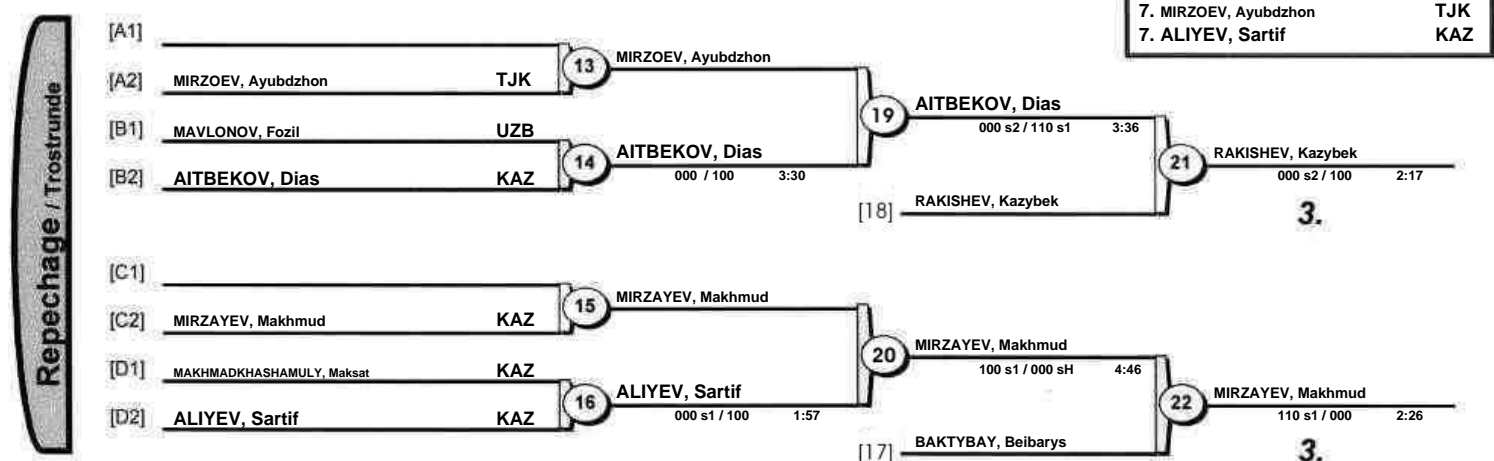 7. MIRZOEV, Ayubdzhon TJK
7. ALIYEV, Sartif KAZ
Repechage / Trostrunde
[A1]
[A2] MIRZOEV, Ayubdzhon TJK
13 MIRZOEV, Ayubdzhon
[B1] MAVLONOV, Fozil UZB
[B2] AITBEKOV, Dias KAZ
14 AITBEKOV, Dias
000 / 100 3:30
19 AITBEKOV, Dias
000 s2 / 110 s1 3:36
[18] RAKISHEV, Kazybek
21 RAKISHEV, Kazybek
000 s2 / 100 2:17
3.
[C1]
[C2] MIRZAYEV, Makhmud KAZ
15 MIRZAYEV, Makhmud
[D1] MAKHMADKHASHAMULY, Maksat KAZ
[D2] ALIYEV, Sartif KAZ
16 ALIYEV, Sartif
000 s1 / 100 1:57
20 MIRZAYEV, Makhmud
100 s1 / 000 sH 4:46
[17] BAKTYBAY, Beibarys
22 MIRZAYEV, Makhmud
110 s1 / 000 2:26
3.